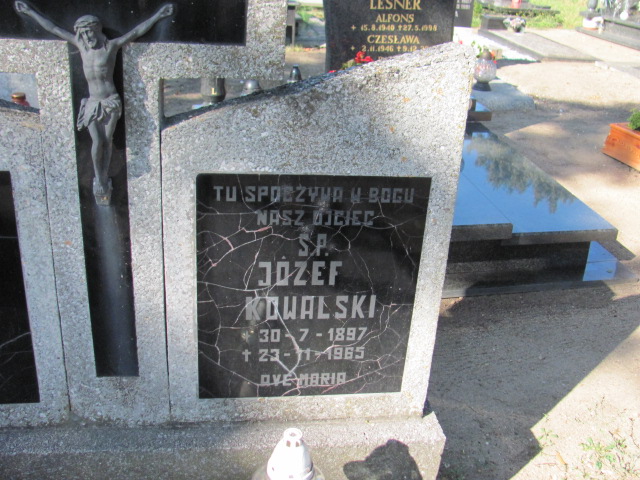 LESNER
ALFONS
CZESŁAWA
TU SPOCZYWA W BOGU
NASZ OJCIEC
Ś.P.
JÓZEF
KOWALSKI
+ 30-7-1897
+ 23-11-1965
AVE MARIA